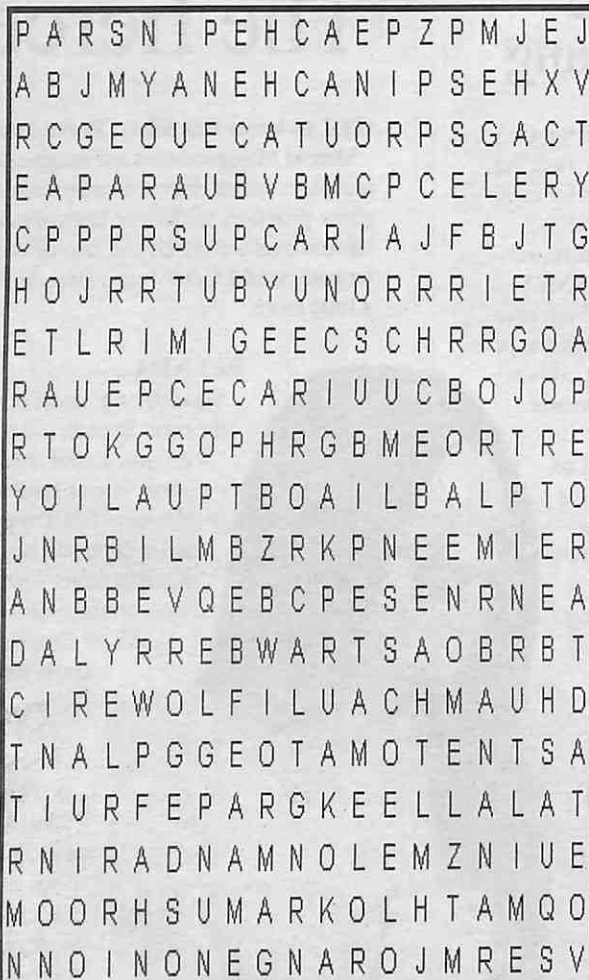 P A R S N I P E H C A E P Z P M J E J
A B J M Y A N E H C A N I P S E H X V
R C G E O U E C A T U O R P S G A C T
E A P A R A U B V B M C P C E L E R Y
C P P P R S U P C A R I A J F B J T G
H O J R R T U B Y U N O R R R I E T R
E T L R I M I G E E C S C H R R G O A
R A U E P C E C A R I U U C B O J O P
R T O K G G O P H R G B M E O R T R E
Y O I L A U P T B O A I L B A L P T O
J N R B I L M B Z R K P N E E M I E R
A N B B E V Q E B C P E S E N R N E A
D A L Y R R E B W A R T S A O B R B T
C I R E W O L F I L U A C H M A U H D
T N A L P G G E O T A M O T E N T S A
T I U R F E P A R G K E E L L A L A T
R N I R A D N A M N O L E M Z N I U E
M O O R H S U M A R K O L H T A M Q O
N N O I N O N E G N A R O J M R E S V